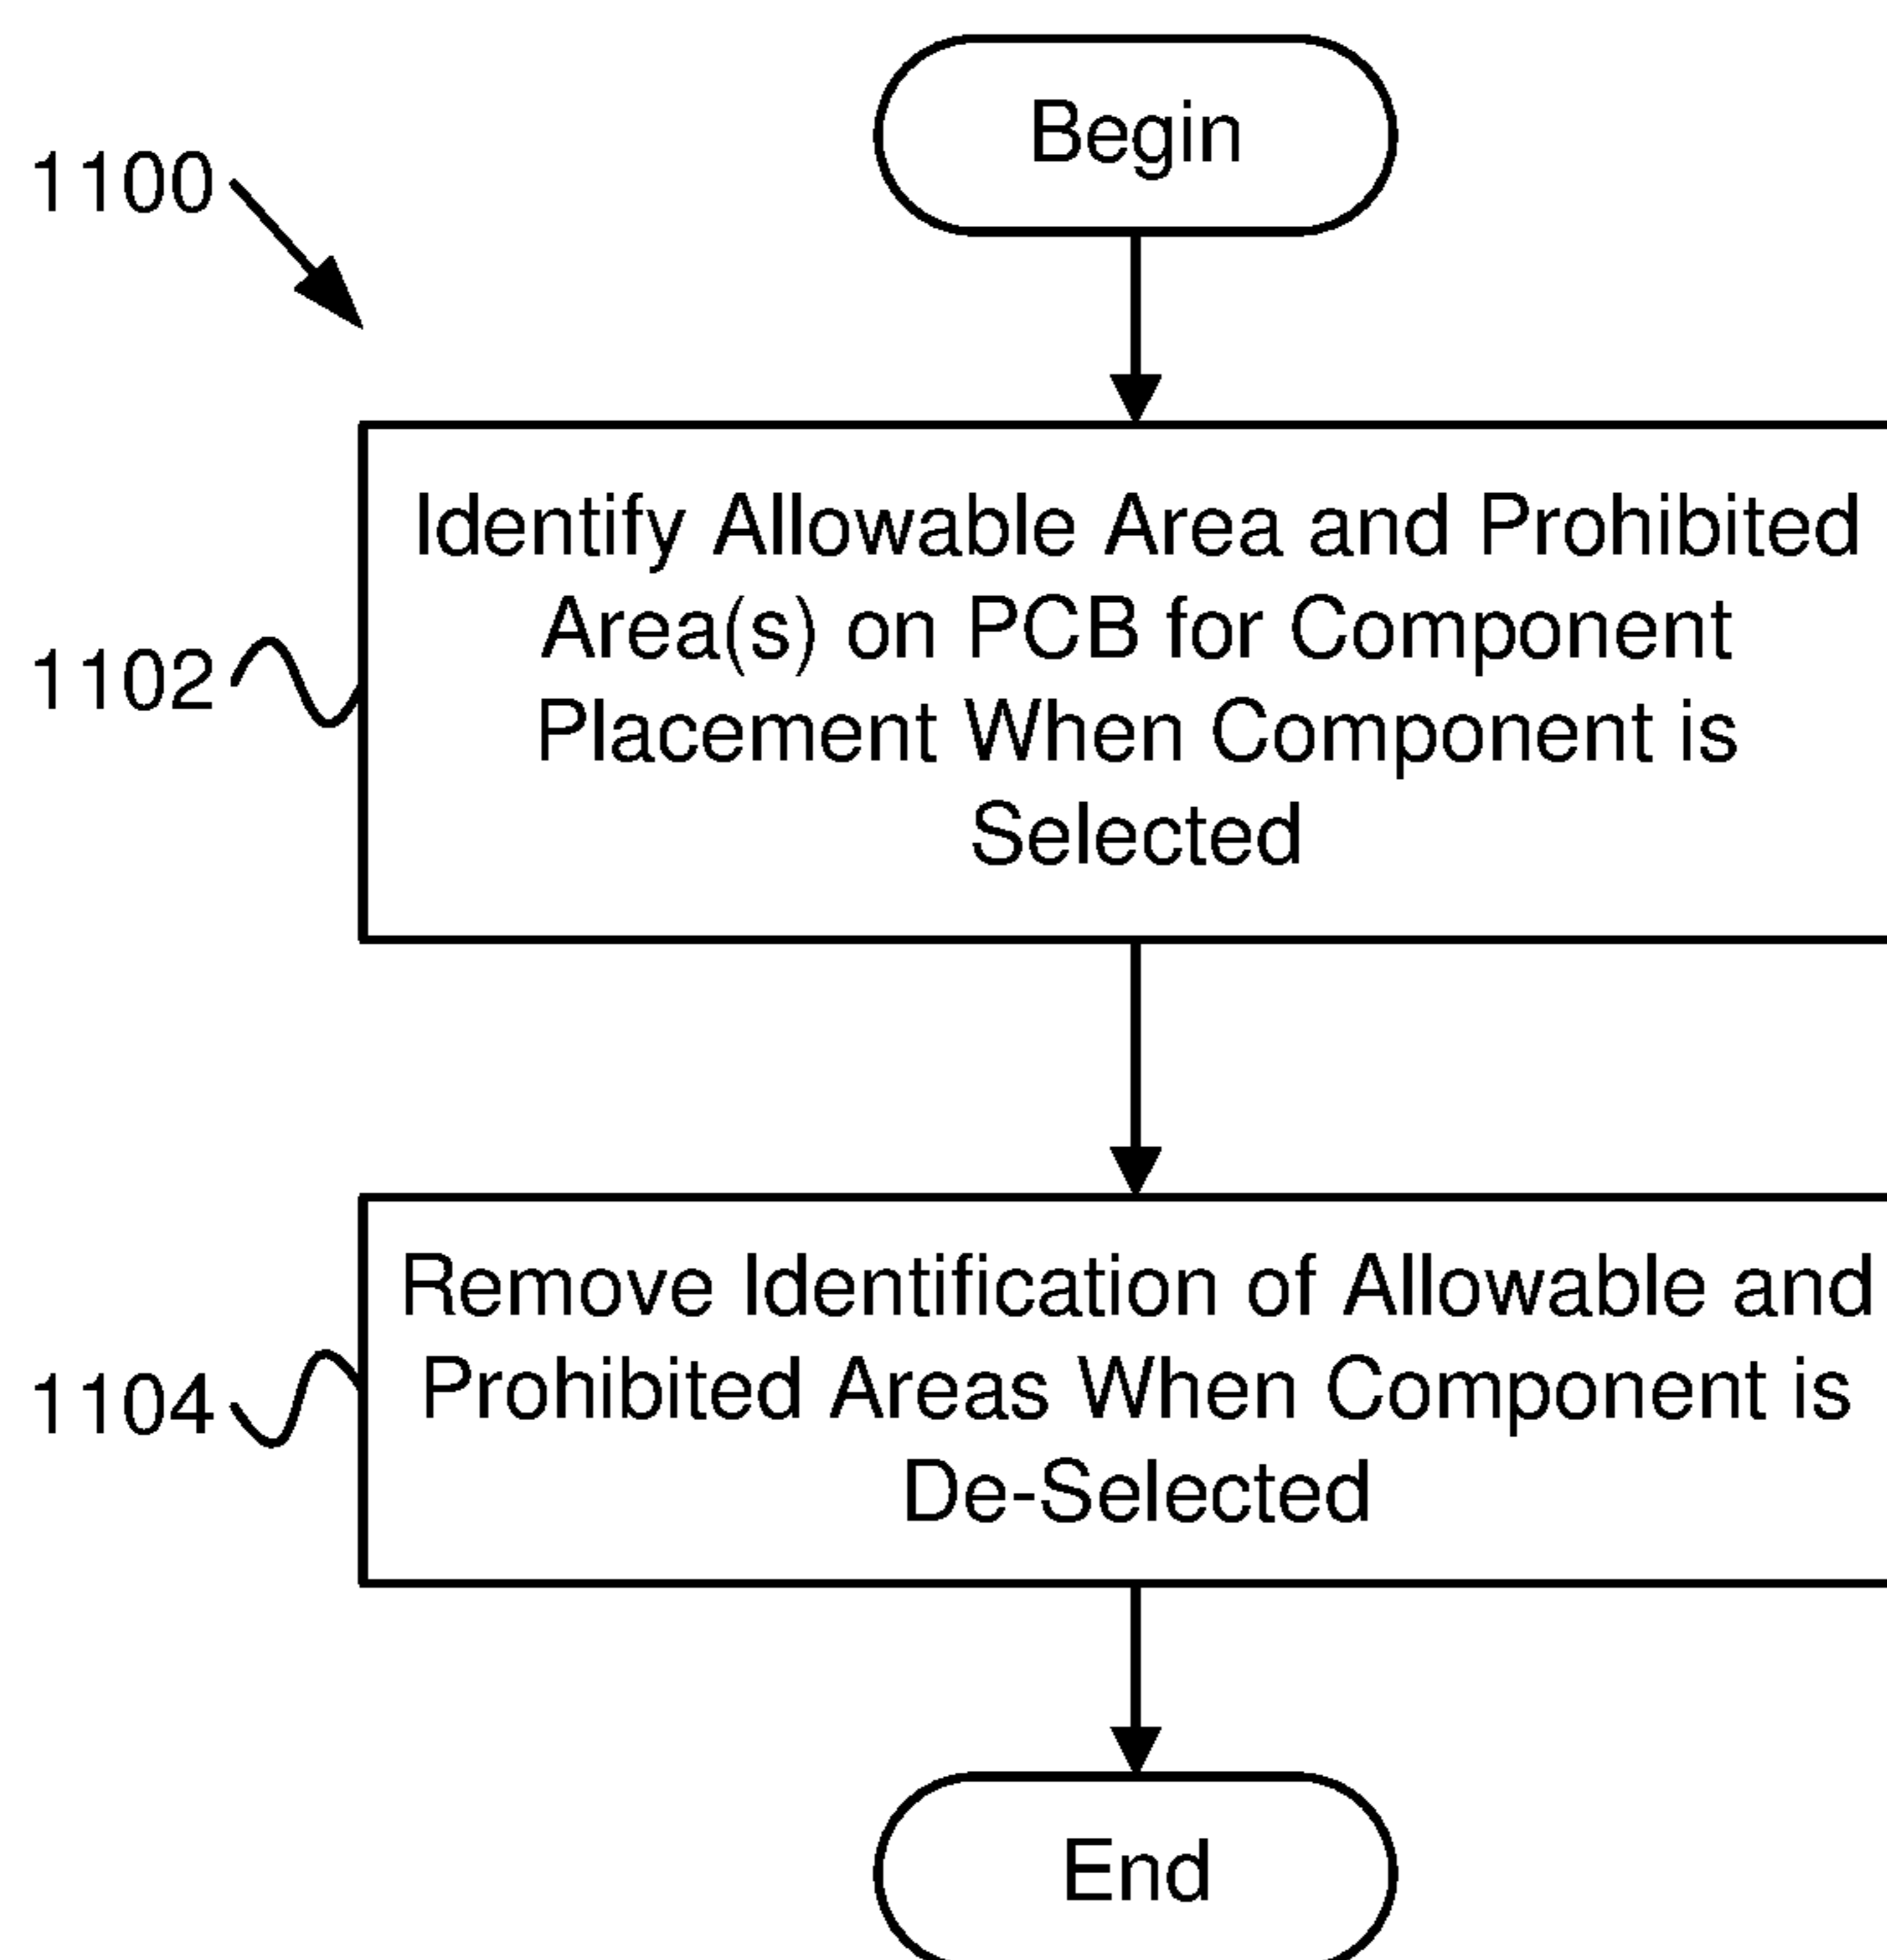 Begin
1100
Identify Allowable Area and Prohibited
Area(s) on PCB for Component
Placement When Component is
Selected
1102
Remove Identification of Allowable and
Prohibited Areas When Component is
De-Selected
1104
End